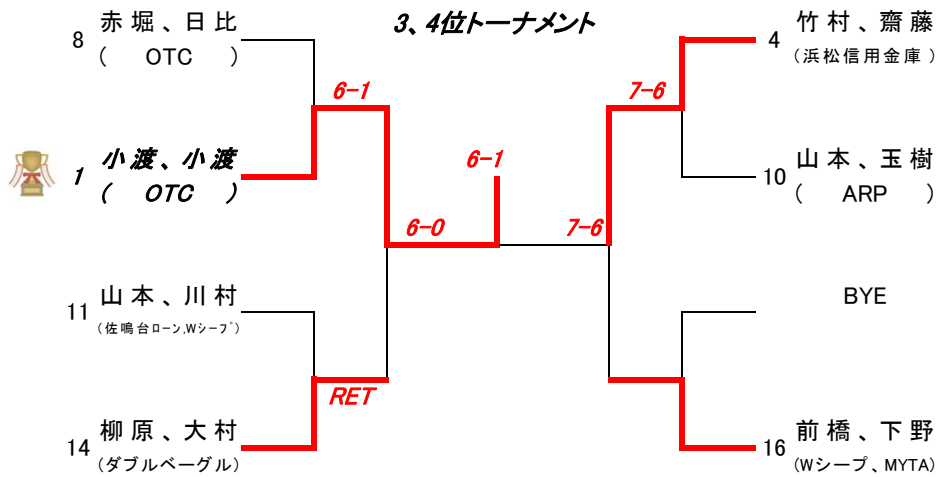 3、4位トーナメント
8 赤堀、日比
( OTC )
6-1
1 小渡、小渡
( OTC )
6-0
11 山本、川村
(佐鳴台ローン,Wシープ)
RET
14 柳原、大村
(ダブルベーグル)
6-1
4 竹村、齋藤
(浜松信用金庫)
7-6
10 山本、玉樹
( ARP )
7-6
BYE
16 前橋、下野
(Wシープ、MYTA)